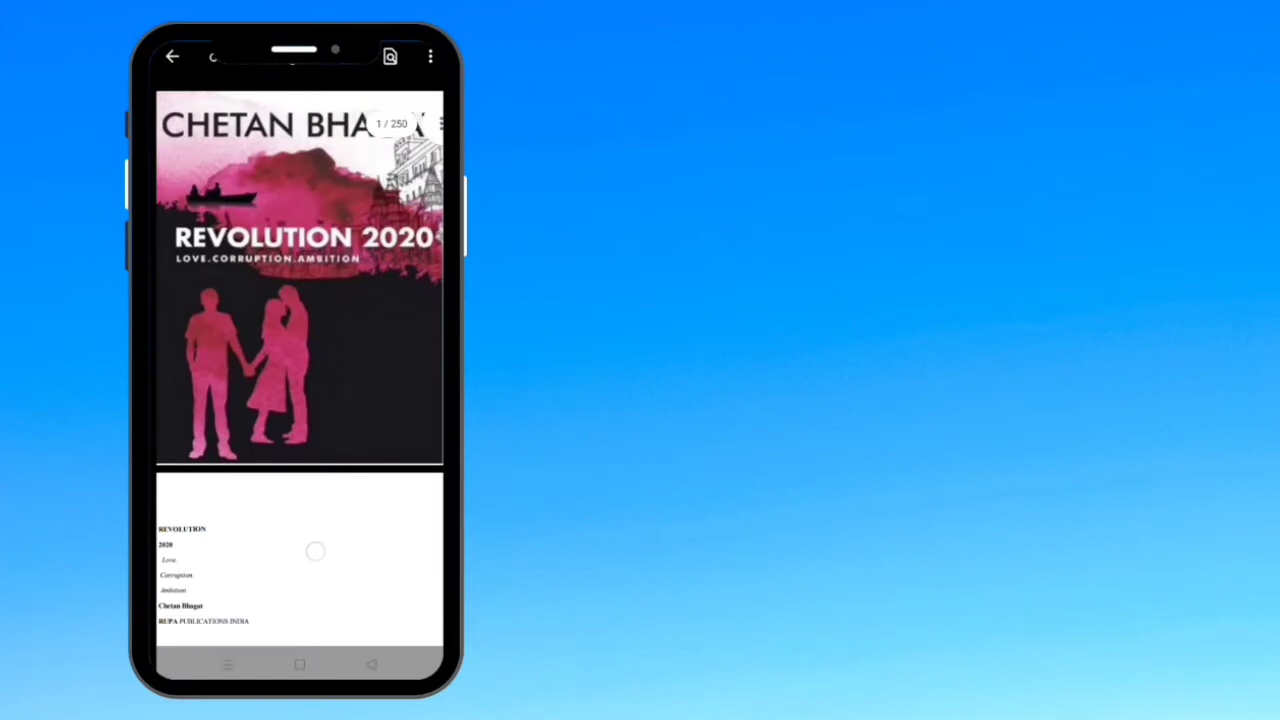 CHETAN BHA
1 / 250
REVOLUTION 2020
LOVE.CORRUPTION.AMBITION
REVOLUTION
2020
Love.
Corruption
Ambition
Chetan Bhagat
RUPA PUBLICATIONS INDIA